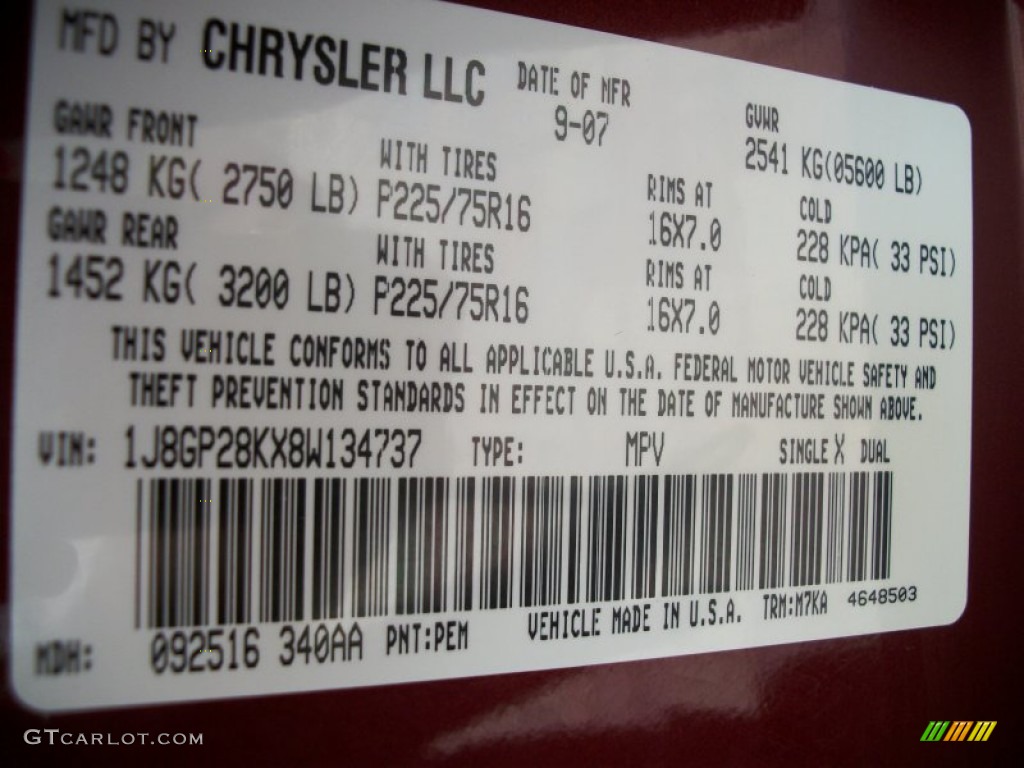 MFD BY CHRYSLER LLC DATE OF MFR GVWR
9-07 2541 KG(05600 LB)
GAWR FRONT WITH TIRES RIMS AT COLD
1248 KG( 2750 LB) P225/75R16 16X7.0 228 KPA( 33 PSI)
GAWR REAR WITH TIRES RIMS AT COLD
1452 KG( 3200 LB) P225/75R16 16X7.0 228 KPA( 33 PSI)
THIS VEHICLE CONFORMS TO ALL APPLICABLE U.S.A. FEDERAL MOTOR VEHICLE SAFETY AND
THEFT PREVENTION STANDARDS IN EFFECT ON THE DATE OF MANUFACTURE SHOWN ABOVE.
VIN: 1J8GP28KX8W134737 TYPE: MPV SINGLE X DUAL
MDH: 092516 340AA PNT:PEM VEHICLE MADE IN U.S.A. TRM:M7KA 4648503
GTCARLOT.COM